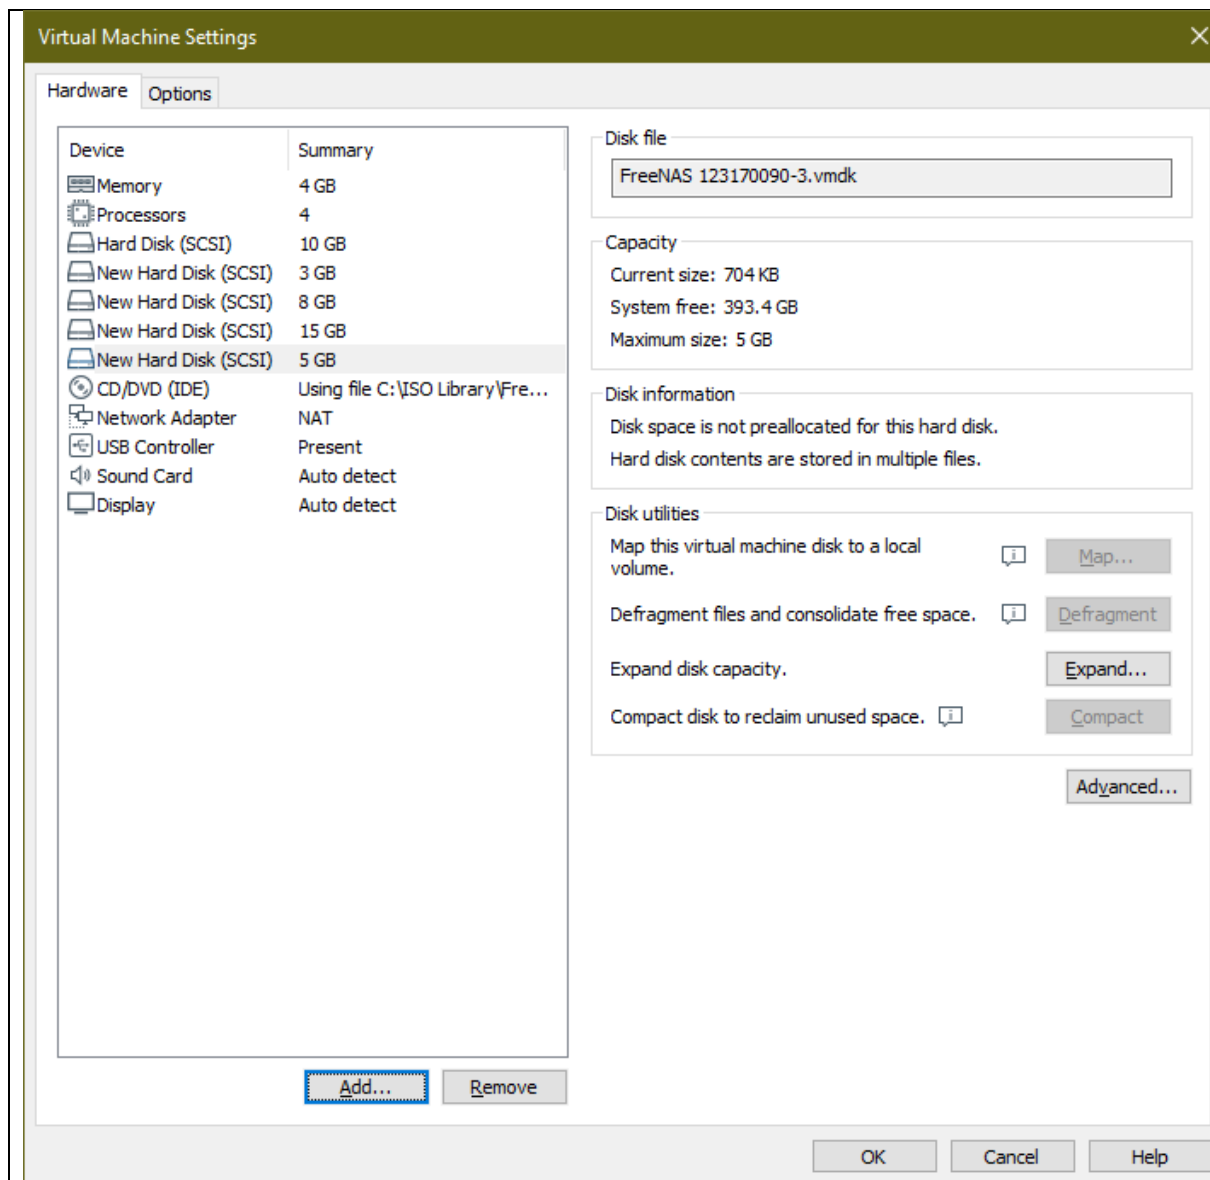 Virtual Machine Settings
Hardware Options
Device Summary
Memory 4 GB
Processors 4
Hard Disk (SCSI) 10 GB
New Hard Disk (SCSI) 3 GB
New Hard Disk (SCSI) 8 GB
New Hard Disk (SCSI) 15 GB
New Hard Disk (SCSI) 5 GB
CD/DVD (IDE) Using file C:\ISO Library\Fre...
Network Adapter NAT
USB Controller Present
Sound Card Auto detect
Display Auto detect
Add... Remove
Disk file
FreeNAS 123170090-3.vmdk
Capacity
Current size: 704 KB
System free: 393.4 GB
Maximum size: 5 GB
Disk information
Disk space is not preallocated for this hard disk.
Hard disk contents are stored in multiple files.
Disk utilities
Map this virtual machine disk to a local
volume.
Map...
Defragment files and consolidate free space. Defragment
Expand disk capacity. Expand...
Compact disk to reclaim unused space. Compact
Advanced...
OK Cancel Help